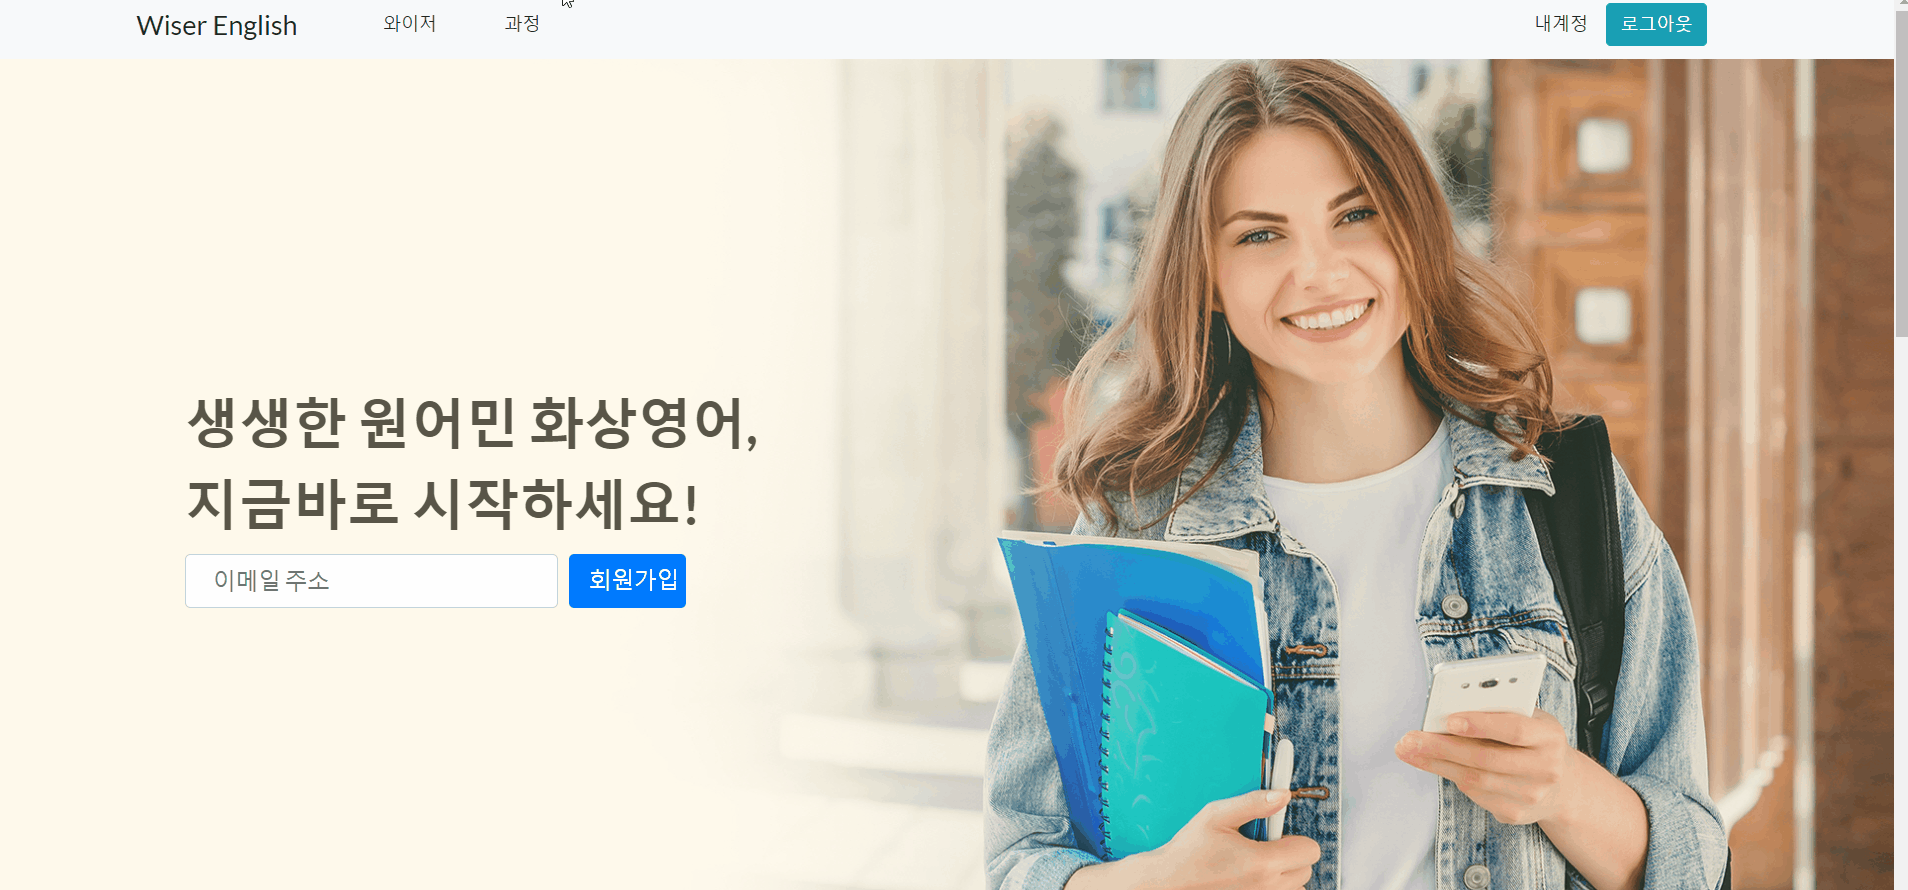 Wiser English
와이저
과정
내계정
로그아웃
생생한 원어민 화상영어,
지금바로 시작하세요!
이메일 주소
회원가입